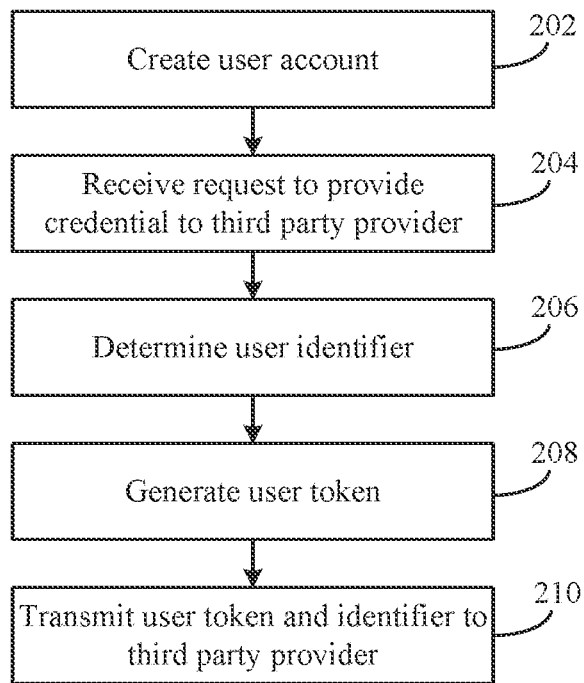 202
Create user account
204
Receive request to provide
credential to third party provider
206
Determine user identifier
208
Generate user token
210
Transmit user token and identifier to
third party provider